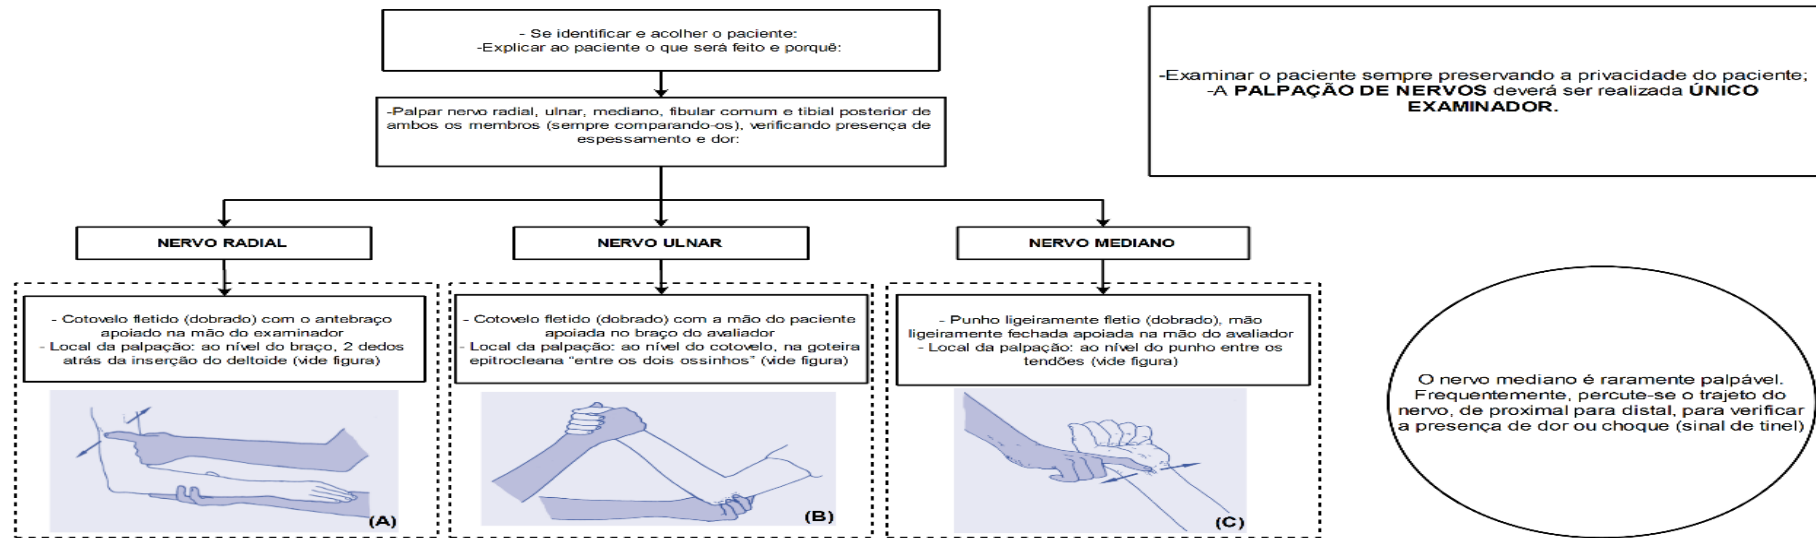 - Se identificar e acolher o paciente:
-Explicar ao paciente o que será feito e porquê:
-Examinar o paciente sempre preservando a privacidade do paciente;
-A PALPAÇÃO DE NERVOS deverá ser realizada ÚNICO
EXAMINADOR.
-Palpar nervo radial, ulnar, mediano, fibular comum e tibial posterior de
ambos os membros (sempre comparando-os), verificando presença de
espessamento e dor:
NERVO RADIAL
NERVO ULNAR
NERVO MEDIANO
- Cotovelo fletido (dobrado) com o antebraço
apoiado na mão do examinador
- Local da palpação: ao nível do braço, 2 dedos
atrás da inserção do deltoide (vide figura)
- Cotovelo fletido (dobrado) com a mão do paciente
apoiada no braço do avaliador
- Local da palpação: ao nível do cotovelo, na goteira
epitrocleana “entre os dois ossinhos” (vide figura)
- Punho ligeiramente fletio (dobrado), mão
ligeiramente fechada apoiada na mão do avaliador
- Local da palpação: ao nível do punho entre os
tendões (vide figura)
O nervo mediano é raramente palpável.
Frequentemente, percute-se o trajeto do
nervo, de proximal para distal, para verificar
a presença de dor ou choque (sinal de tinel)
(A)
(B)
(C)